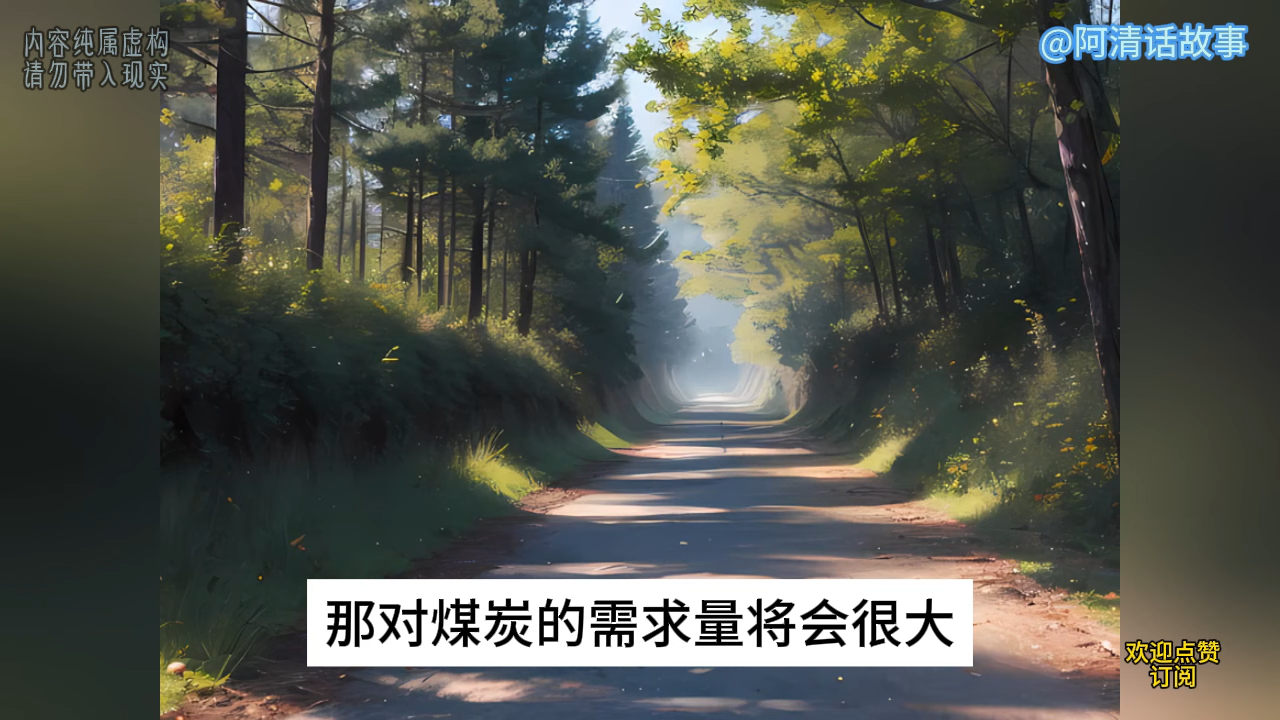 内容纯属虚构
请勿带入现实
@阿清话故事
那对煤炭的需求量将会很大
欢迎点赞
订阅